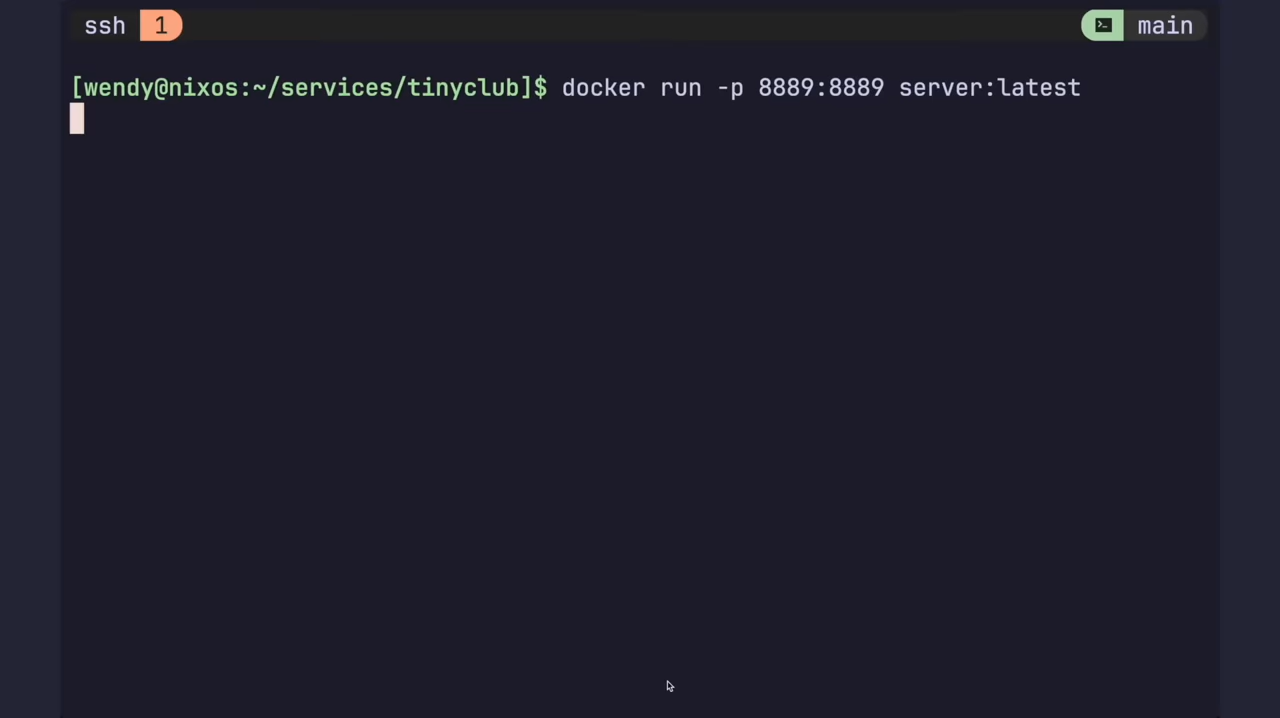 ssh 1 main
[wendy@nixos:~/services/tinyclub]$ docker run -p 8889:8889 server:latest